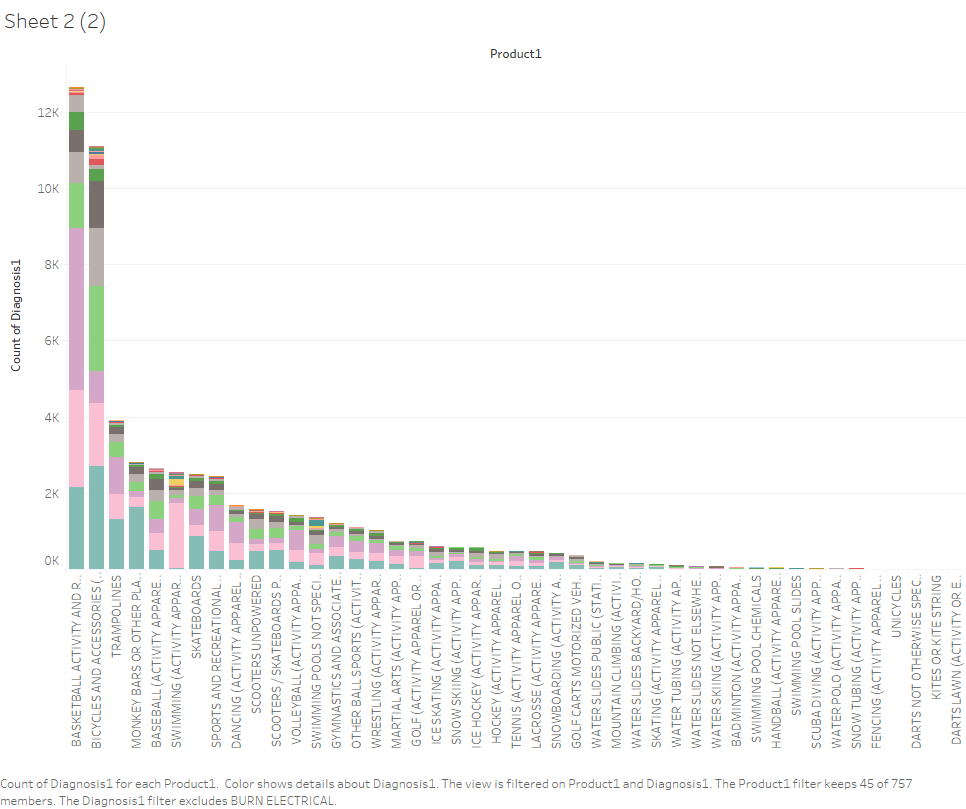 Sheet 2 (2)
Product1
Count of Diagnosis1
12K
10K
8K
6K
4K
2K
0K
BASKETBALL ACTIVITY AND R..
BICYCLES AND ACCESSORIES (..
TRAMPOLINES
MONKEY BARS OR OTHER PLA..
BASEBALL (ACTIVITY APPARE..
SWIMMING (ACTIVITY APPAR..
SKATEBOARDS
SPORTS AND RECREATIONAL ..
DANCING (ACTIVITY APPAREL..
SCOOTERS UNPOWERED
SCOOTERS / SKATEBOARDS P..
VOLLEYBALL (ACTIVITY APPA..
SWIMMING POOLS NOT SPECI..
GYMNASTICS AND ASSOCIATE..
OTHER BALL SPORTS (ACTIVIT..
WRESTLING (ACTIVITY APPAR..
MARTIAL ARTS (ACTIVITY APP..
GOLF (ACTIVITY APPAREL OR ..
ICE SKATING (ACTIVITY APPA..
SNOW SKIING (ACTIVITY APP..
ICE HOCKEY (ACTIVITY APPAR..
HOCKEY (ACTIVITY APPAREL ..
TENNIS (ACTIVITY APPAREL O..
LACROSSE (ACTIVITY APPARE..
SNOWBOARDING (ACTIVITY A..
GOLF CARTS MOTORIZED VEH..
WATER SLIDES PUBLIC (STATI..
MOUNTAIN CLIMBING (ACTIVI..
WATER SLIDES BACKYARD/HO..
SKATING (ACTIVITY APPAREL ..
WATER TUBING (ACTIVITY AP..
WATER SLIDES NOT ELSEWHE..
WATER SKIING (ACTIVITY APP..
BADMINTON (ACTIVITY APPA..
SWIMMING POOL CHEMICALS
HANDBALL (ACTIVITY APPARE..
SWIMMING POOL SLIDES
SCUBA DIVING (ACTIVITY APP..
WATER POLO (ACTIVITY APPA..
SNOW TUBING (ACTIVITY APP..
FENCING (ACTIVITY APPAREL ..
UNICYCLES
DARTS NOT OTHERWISE SPEC..
KITES OR KITE STRING
DARTS LAWN (ACTIVITY OR E..
Count of Diagnosis1 for each Product1.  Color shows details about Diagnosis1. The view is filtered on Product1 and Diagnosis1. The Product1 filter keeps 45 of 757
members. The Diagnosis1 filter excludes BURN ELECTRICAL.